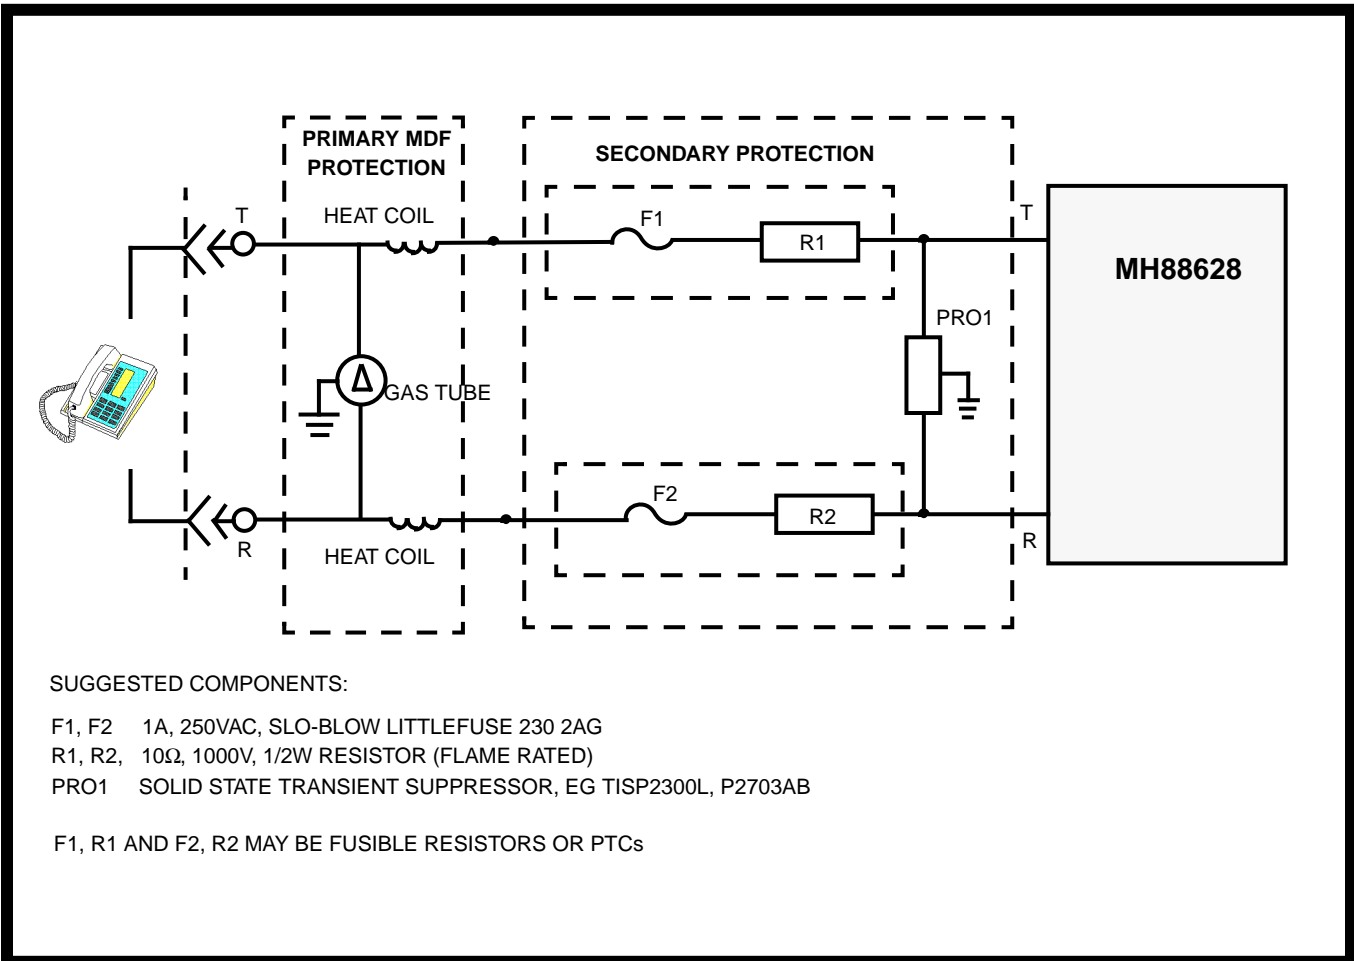 PRIMARY MDF
PROTECTION
SECONDARY PROTECTION
T
HEAT COIL
F1
R1
T
MH88628
PRO1
GAS TUBE
F2
R2
R
HEAT COIL
R
SUGGESTED COMPONENTS:
F1, F2 1A, 250VAC, SLO-BLOW LITTLEFUSE 230 2AG
R1, R2, 10Ω, 1000V, 1/2W RESISTOR (FLAME RATED)
PRO1 SOLID STATE TRANSIENT SUPPRESSOR, EG TISP2300L, P2703AB
F1, R1 AND F2, R2 MAY BE FUSIBLE RESISTORS OR PTCs